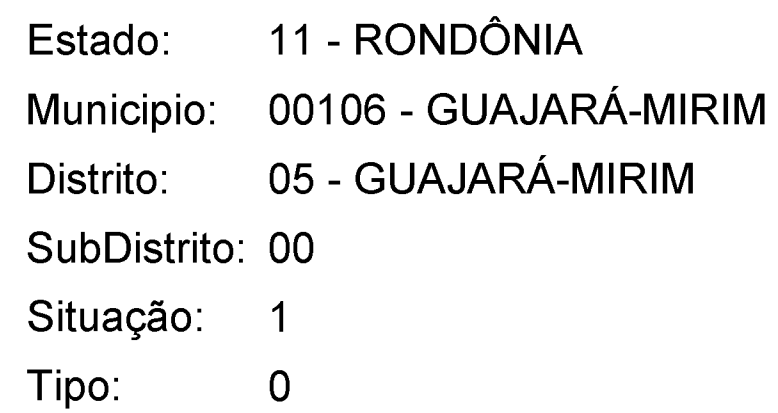 Estado: 11 - RONDÔNIA
Municipio: 00106 - GUAJARÁ-MIRIM
Distrito: 05 - GUAJARÁ-MIRIM
SubDistrito: 00
Situação: 1
Tipo: 0